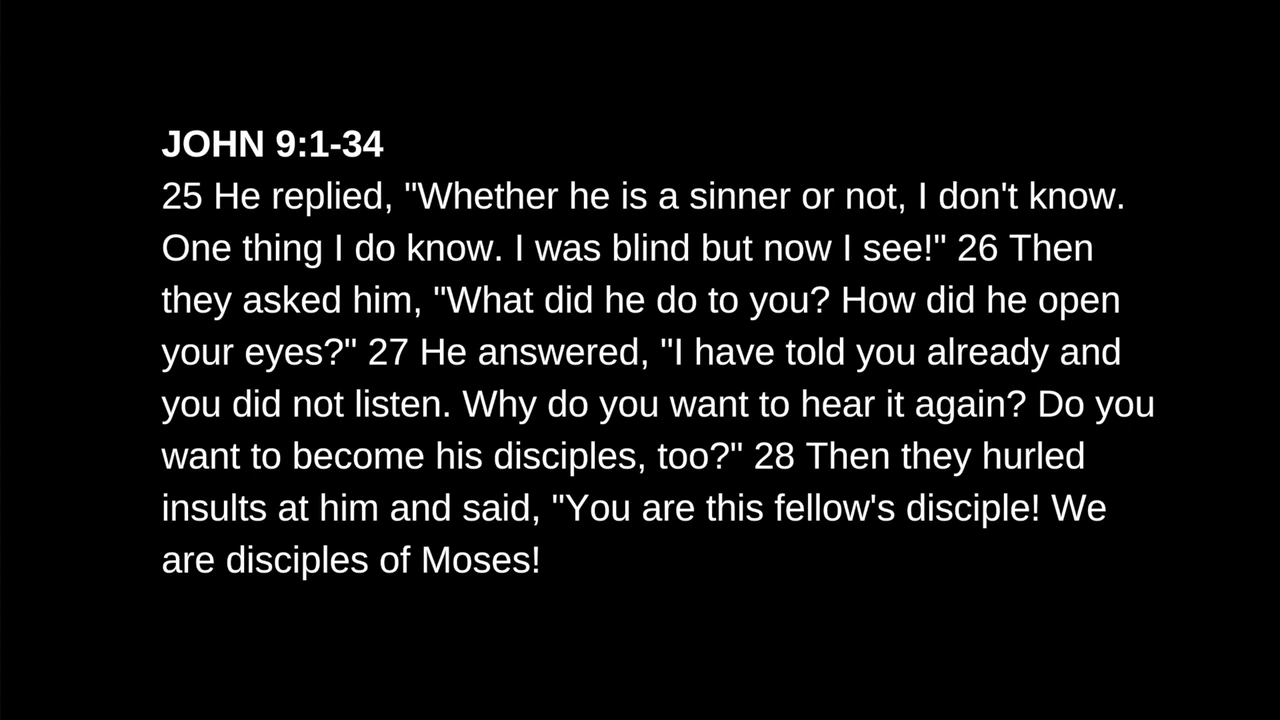 JOHN 9:1-34
25 He replied, "Whether he is a sinner or not, I don't know.
One thing I do know. I was blind but now I see!" 26 Then
they asked him, "What did he do to you? How did he open
your eyes?" 27 He answered, "I have told you already and
you did not listen. Why do you want to hear it again? Do you
want to become his disciples, too?" 28 Then they hurled
insults at him and said, "You are this fellow's disciple! We
are disciples of Moses!